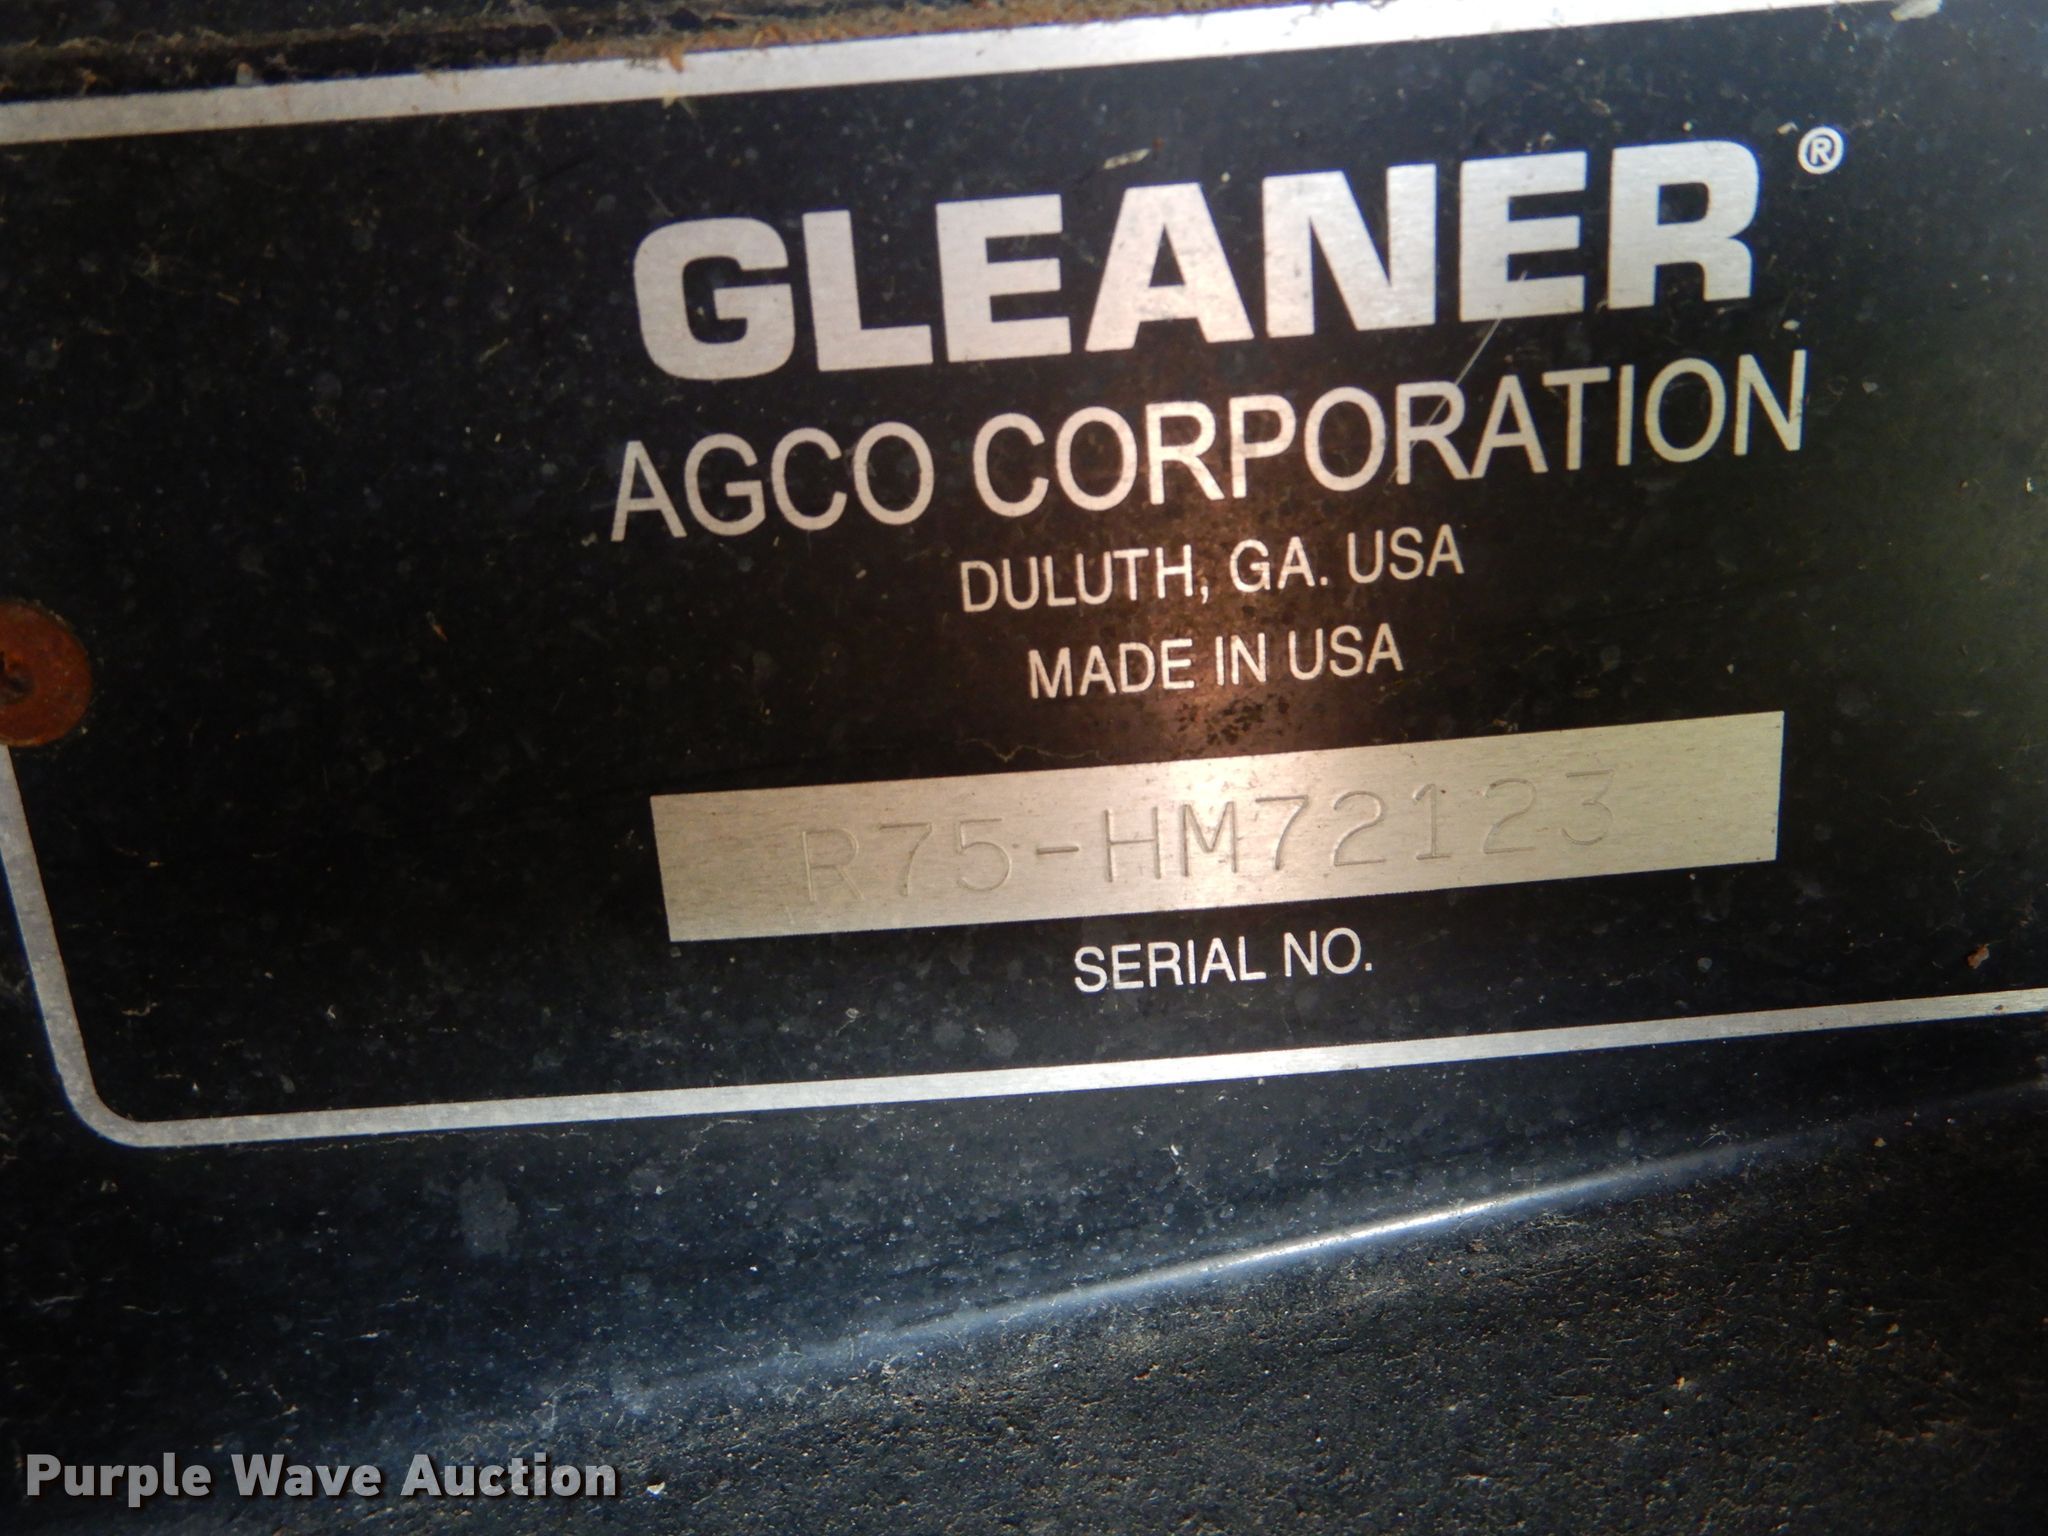 GLEANER®
AGCO CORPORATION
DULUTH, GA. USA
MADE IN USA
R75-HM72123
SERIAL NO.
Purple Wave Auction